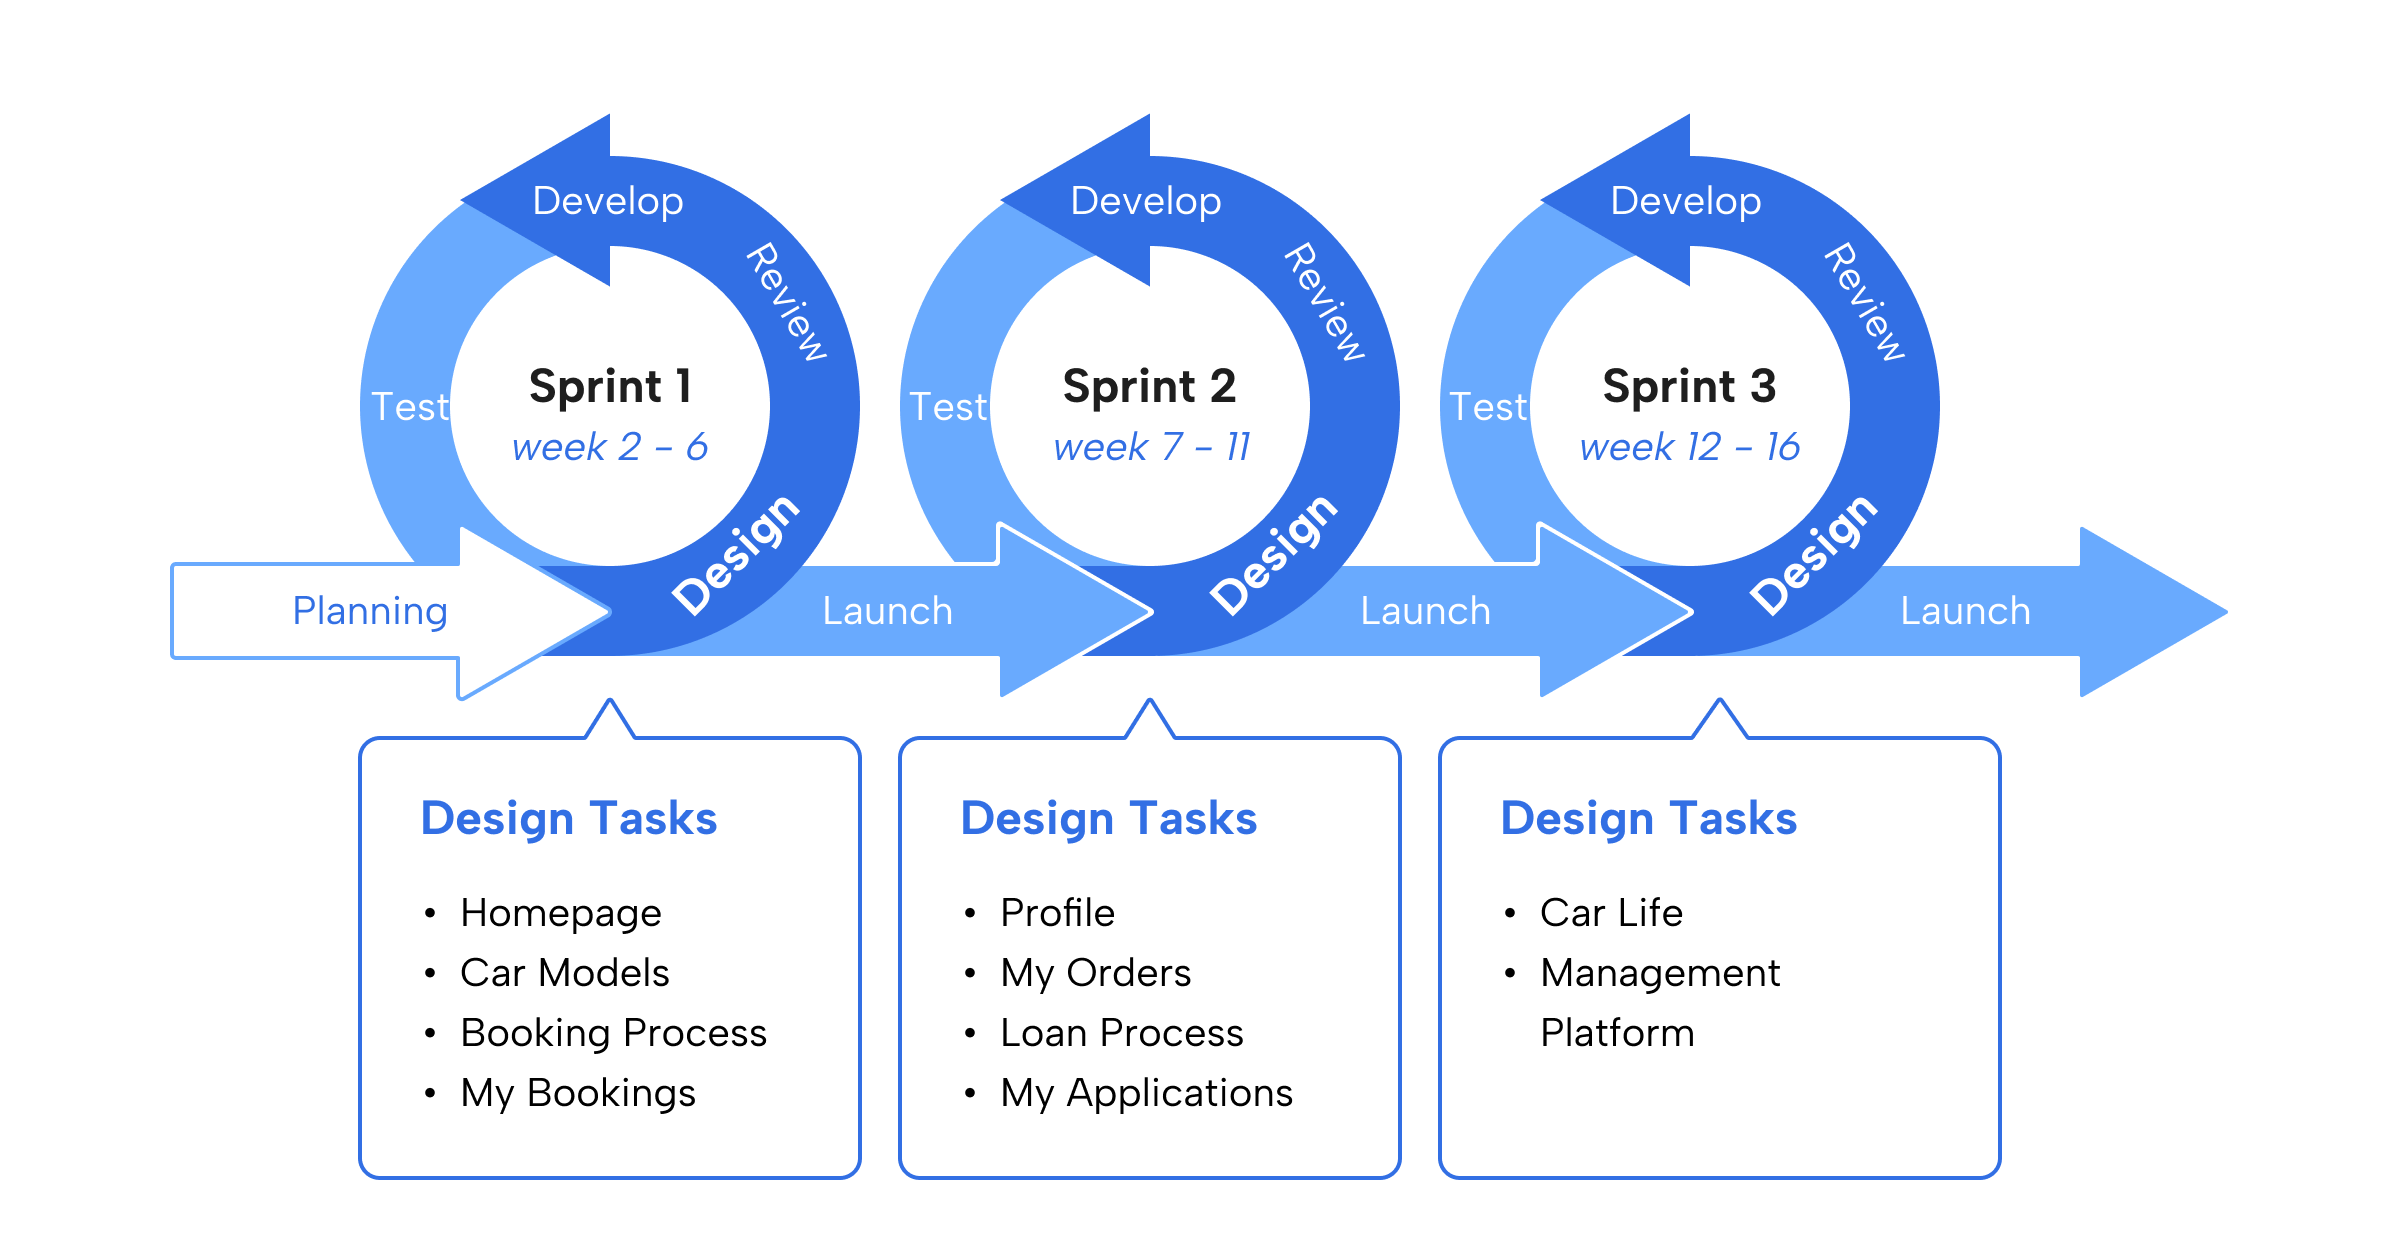 Develop
Review
Test
Sprint 1
week 2 - 6
Design
Planning
Develop
Review
Test
Sprint 2
week 7 - 11
Design
Launch
Develop
Review
Test
Sprint 3
week 12 - 16
Design
Launch
Launch
Design Tasks
• Homepage
• Car Models
• Booking Process
• My Bookings
Design Tasks
• Profile
• My Orders
• Loan Process
• My Applications
Design Tasks
• Car Life
• Management
Platform